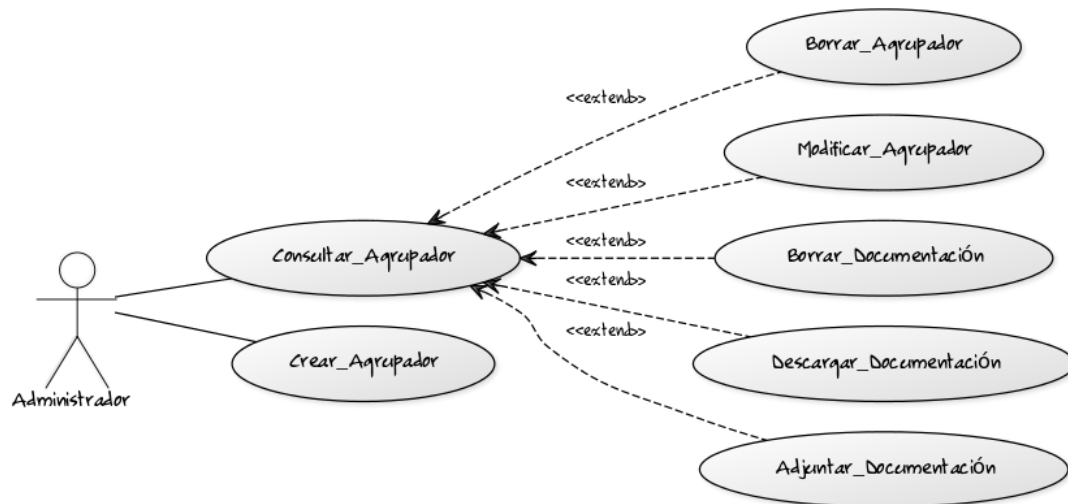 Borrar_Agrupador
<<extend>>
Modificar_Agrupador
<<extend>>
Consultar_Agrupador
<<extend>>
Borrar_Documentación
<<extend>>
Crear_Agrupador
<<extend>>
Descargar_Documentación
Administrador
Adjuntar_Documentación